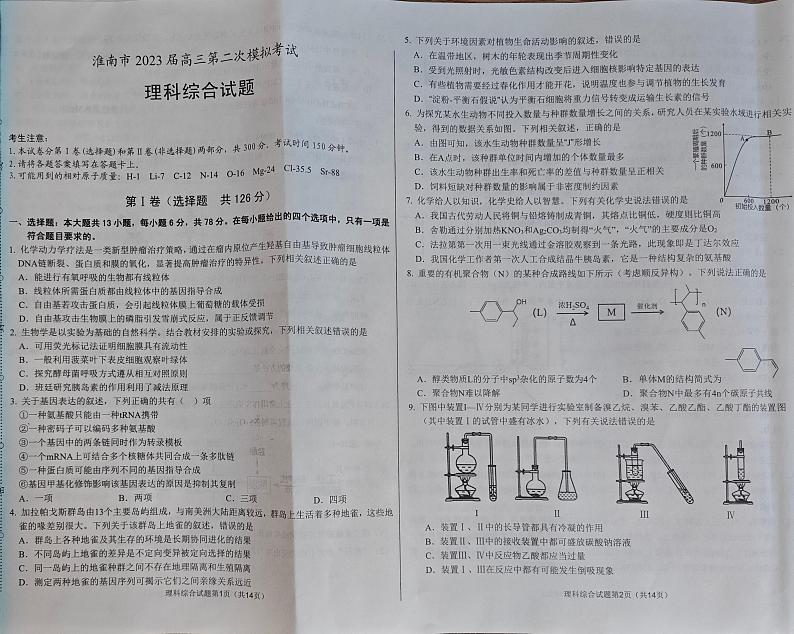 淮南市 2023 届高三第二次模拟考试
理科综合试题
考生注意：
1. 本试卷分第Ⅰ卷(选择题)和第Ⅱ卷(非选择题)两部分，共 300 分，考试时间 150 分钟。
2. 请将各题答案填写在答题卡上。
3. 可能用到的相对原子质量：H-1 Li-7 C-12 N-14 O-16 Mg-24 Cl-35.5 Sr-88
第Ⅰ卷（选择题 共 126 分）
一、选择题：本大题共 13 小题，每小题 6 分，共 78 分。在每小题给出的四个选项中，只有一项是
符合题目要求的。
1. 化学动力学疗法是一类新型肿瘤治疗策略，通过在瘤内原位产生羟基自由基导致肿瘤细胞线粒体
DNA链断裂、蛋白质和膜的氧化，显著提高肿瘤治疗的特异性。下列相关叙述正确的是
A．能进行有氧呼吸的生物都有线粒体
B．线粒体所需蛋白质都由线粒体中的基因指导合成
C．自由基若攻击蛋白质，会引起线粒体膜上葡萄糖的载体受损
D．自由基攻击生物膜上的磷脂引发雪崩式反应，属于正反馈调节
2. 生物学是以实验为基础的自然科学。结合教材安排的实验或探究，下列相关叙述错误的是
A．可用荧光标记法证明细胞膜具有流动性
B．一般利用菠菜叶下表皮细胞观察叶绿体
C．探究酵母菌呼吸方式遵从相互对照原则
D．班廷研究胰岛素的作用利用了减法原理
3. 关于基因表达的叙述，下列正确的共有（ ）项
①一种氨基酸只能由一种tRNA携带
②一种密码子可以编码多种氨基酸
③一个基因中的两条链同时作为转录模板
④一个mRNA上可结合多个核糖体共同合成一条多肽链
⑤一种蛋白质可能由序列不同的基因指导合成
⑥基因甲基化修饰影响该基因表达的原因是抑制其复制
A．一项 B．两项 C．三项 D．四项
4. 加拉帕戈斯群岛由13个主要岛屿组成，与南美洲大陆距离较远，群岛上生活着多种地雀，这些地
雀的喙差别很大。下列关于该群岛上地雀的叙述，错误的是
A．群岛上各种地雀及其生存的环境是长期协同进化的结果
B．不同岛屿上地雀的差异是不定向变异被定向选择的结果
C．同一岛屿上的地雀种群之间不存在地理隔离和生殖隔离
D．测定两种地雀的基因序列可揭示它们之间亲缘关系远近
理科综合试题第1页（共14页）
5. 下列关于环境因素对植物生命活动影响的叙述，错误的是
A．在温带地区，树木的年轮表现出季节周期性变化
B．受到光照射时，光敏色素结构改变后进入细胞核影响特定基因的表达
C．有些植物需要经过春化作用才能开花，说明温度也参与调节植物的生长发育
D．“淀粉-平衡石假说”认为平衡石细胞将重力信号转变成运输生长素的信号
6. 为探究某水生动物不同投入数量与种群数量增长之间的关系，研究人员在某实验水域进行相关实
验，得到的数据关系如图。下列相关叙述，正确的是
A．由图可知，该水生动物种群数量呈"J"形增长
B．在A点时，该种群单位时间内增加的个体数量最多
C．该水生动物种群出生率和死亡率的差值与种群数量呈正相关
D．饲料短缺对种群数量的影响属于非密度制约因素
1200
600
A
B
0 600 1200
初始投入数量（个）
7. 化学给人以知识，化学史给人以智慧。下列有关化学史说法错误的是
A．我国古代劳动人民将铜与铅熔铸制成青铜，其熔点比铜低、硬度则比铜高
B．舍勒通过分别加热KNO₃和Ag₂CO₃均制得“火气”，“火气”的主要成分是O₂
C．法拉第第一次用一束光线通过金溶胶观察到一条光路，此现象即是丁达尔效应
D．我国化学工作者第一次人工合成结晶牛胰岛素，它是一种结构复杂的氨基酸
8. 重要的有机聚合物（N）的某种合成路线如下所示（考虑顺反异构）。下列说法正确的是
OH (L) 浓H₂SO₄ △ M 催化剂 n (N)
A．醇类物质L的分子中sp³杂化的原子数为4个 B．单体M的结构简式为
C．聚合物N难以降解 D．聚合物N中最多有4n个碳原子共线
9. 下图中装置Ⅰ—Ⅳ分别为某同学进行实验室制备溴乙烷、溴苯、乙酸乙酯、乙酸丁酯的装置图
（其中装置Ⅰ的试管中盛有冰水），下列有关说法错误的是
Ⅰ Ⅱ Ⅲ Ⅳ
A．装置Ⅰ、Ⅱ中的长导管都具有冷凝的作用
B．装置Ⅱ、Ⅲ中的接收装置中都可盛放碳酸钠溶液
C．装置Ⅲ、Ⅳ中反应物乙酸都应当过量
D．装置Ⅰ、Ⅲ在反应中都有可能发生倒吸现象
理科综合试题第2页（共14页）